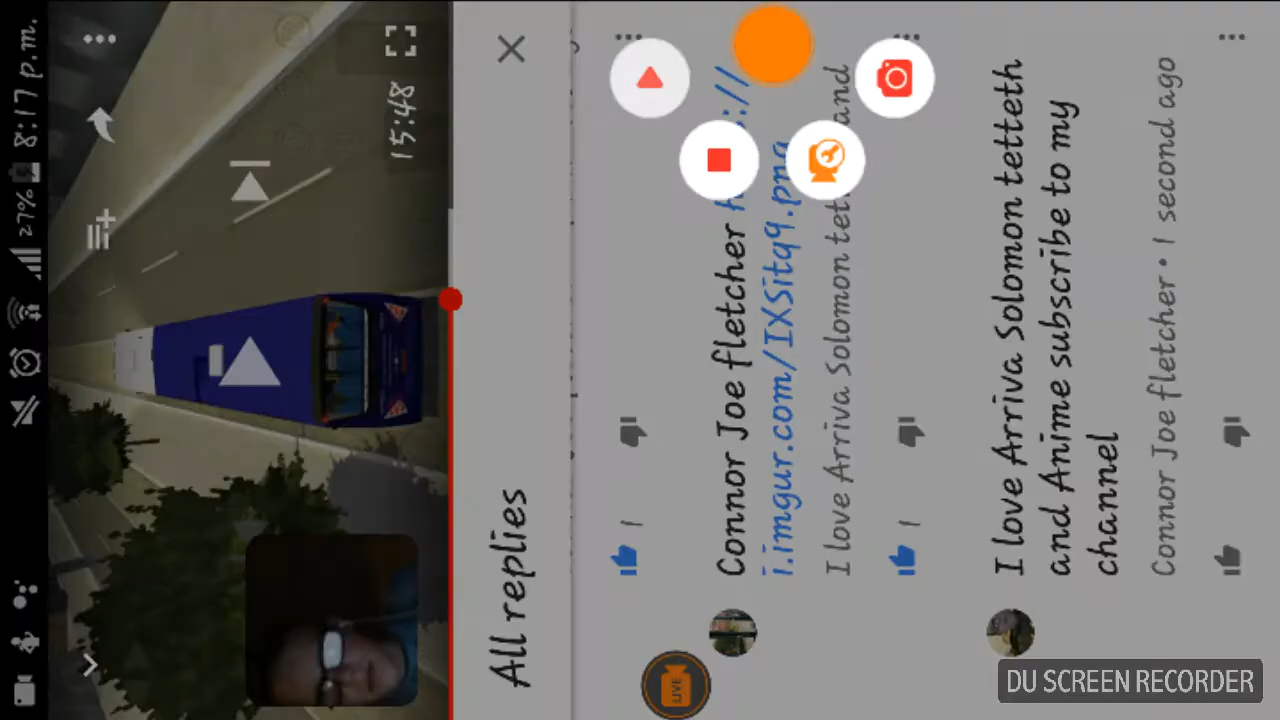 27% 8:17 p.m.
15:48
All replies
1
Connor Joe fletcher
i.imgur.com/IXSitq9.png
I love Arriva Solomon
and
1
I love Arriva Solomon tetteth
and Anime subscribe to my
channel
Connor Joe fletcher • 1 second ago
LIVE
DU SCREEN RECORDER